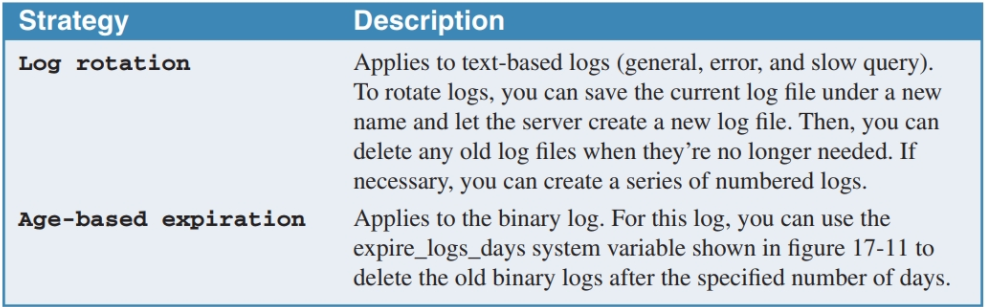 Strategy Description
Log rotation Applies to text-based logs (general, error, and slow query).
To rotate logs, you can save the current log file under a new
name and let the server create a new log file. Then, you can
delete any old log files when they’re no longer needed. If
necessary, you can create a series of numbered logs.
Age-based expiration Applies to the binary log. For this log, you can use the
expire_logs_days system variable shown in figure 17-11 to
delete the old binary logs after the specified number of days.